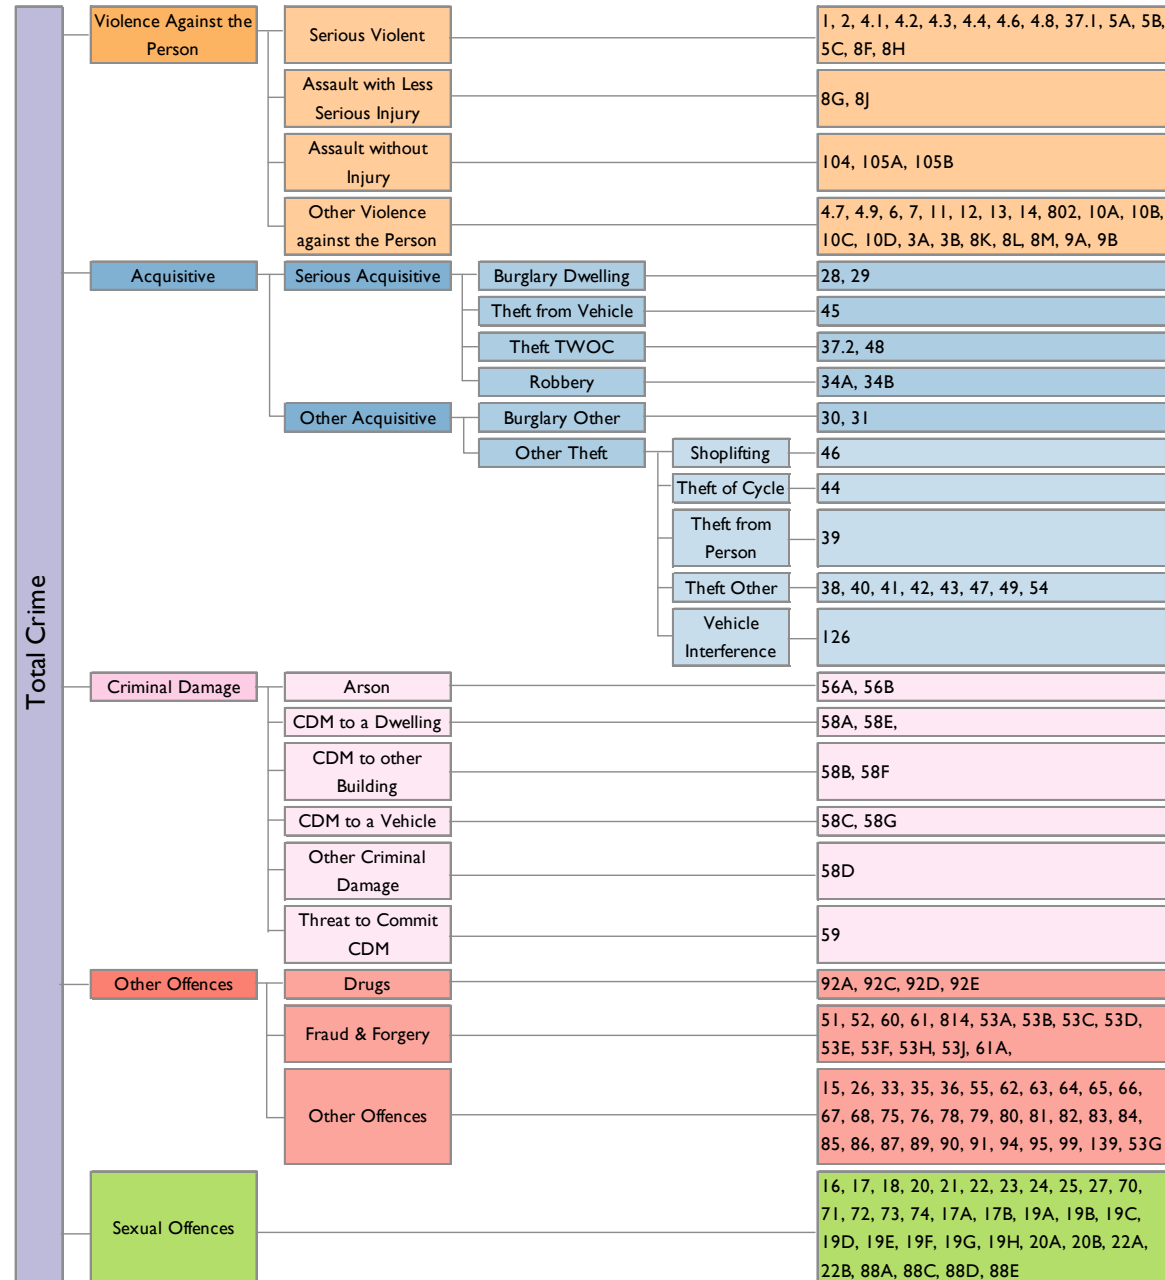 Total Crime
Violence Against the
Person
Serious Violent
1, 2, 4.1, 4.2, 4.3, 4.4, 4.6, 4.8, 37.1, 5A, 5B,
5C, 8F, 8H
Assault with Less
Serious Injury
8G, 8J
Assault without
Injury
104, 105A, 105B
Other Violence
against the Person
4.7, 4.9, 6, 7, 11, 12, 13, 14, 802, 10A, 10B,
10C, 10D, 3A, 3B, 8K, 8L, 8M, 9A, 9B
Acquisitive
Serious Acquisitive
Burglary Dwelling
28, 29
Theft from Vehicle
45
Theft TWOC
37.2, 48
Robbery
34A, 34B
Other Acquisitive
Burglary Other
30, 31
Other Theft
Shoplifting
46
Theft of Cycle
44
Theft from
Person
39
Theft Other
38, 40, 41, 42, 43, 47, 49, 54
Vehicle
Interference
126
Criminal Damage
Arson
56A, 56B
CDM to a Dwelling
58A, 58E,
CDM to other
Building
58B, 58F
CDM to a Vehicle
58C, 58G
Other Criminal
Damage
58D
Threat to Commit
CDM
59
Other Offences
Drugs
92A, 92C, 92D, 92E
Fraud & Forgery
51, 52, 60, 61, 814, 53A, 53B, 53C, 53D,
53E, 53F, 53H, 53J, 61A,
Other Offences
15, 26, 33, 35, 36, 55, 62, 63, 64, 65, 66,
67, 68, 75, 76, 78, 79, 80, 81, 82, 83, 84,
85, 86, 87, 89, 90, 91, 94, 95, 99, 139, 53G
Sexual Offences
16, 17, 18, 20, 21, 22, 23, 24, 25, 27, 70,
71, 72, 73, 74, 17A, 17B, 19A, 19B, 19C,
19D, 19E, 19F, 19G, 19H, 20A, 20B, 22A,
22B, 88A, 88C, 88D, 88E